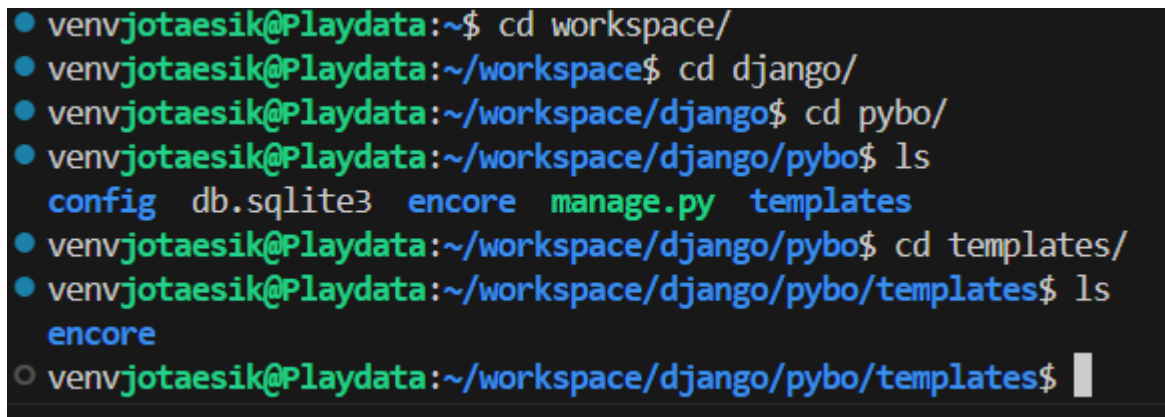 venvjotaesik@Playdata:~$ cd workspace/
venvjotaesik@Playdata:~/workspace$ cd django/
venvjotaesik@Playdata:~/workspace/django$ cd pybo/
venvjotaesik@Playdata:~/workspace/django/pybo$ ls
config  db.sqlite3  encore  manage.py  templates
venvjotaesik@Playdata:~/workspace/django/pybo$ cd templates/
venvjotaesik@Playdata:~/workspace/django/pybo/templates$ ls
encore
venvjotaesik@Playdata:~/workspace/django/pybo/templates$